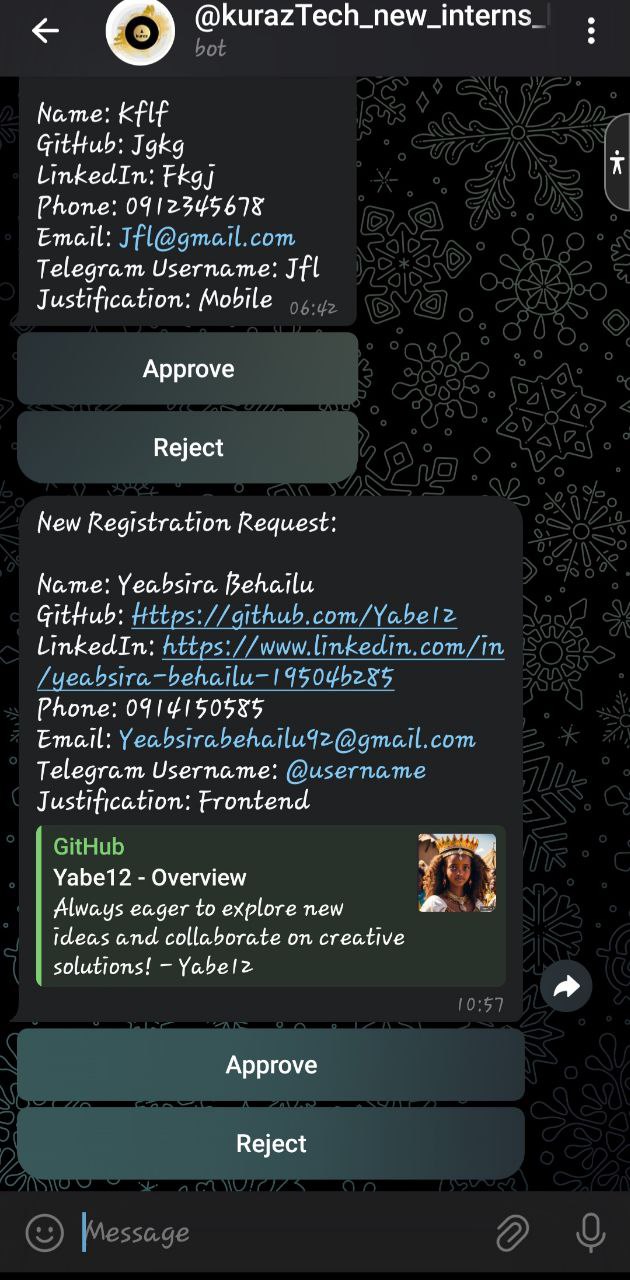 @kurazTech_new_interns_
bot
Name: Kflf
GitHub: Jgkg
LinkedIn: Fkgj
Phone: 0912345678
Email: Jfl@gmail.com
Telegram Username: Jfl
Justification: Mobile
06:42
Approve
Reject
New Registration Request:
Name: Yeabsira Behailu
GitHub: Https://github.com/Yabe12
LinkedIn: https://www.linkedin.com/in
/yeabsira-behailu-19504b285
Phone: 0914150585
Email: Yeabsirabehailu92@gmail.com
Telegram Username: @username
Justification: Frontend
GitHub
Yabe12 - Overview
Always eager to explore new
ideas and collaborate on creative
solutions! - Yabe12
10:57
Approve
Reject
Message